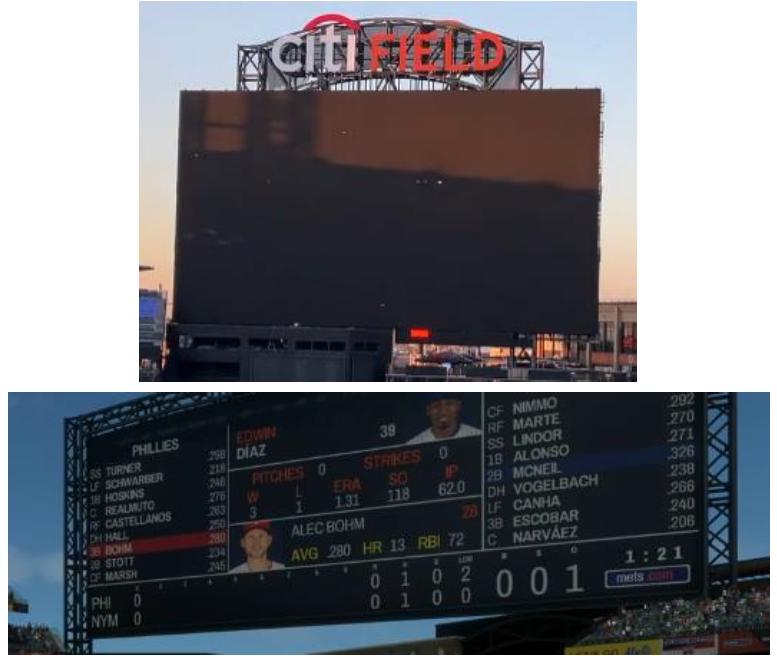 citi FIELD
PHILLIES
SS TURNER .298
LF SCHWARBER .218
1B HOSKINS .246
C REALMUTO .276
RF CASTELLANOS .263
DH HALL .250
3B BOHM .280
2B STOTT .234
CF MARSH .245
EDWIN
DÍAZ 39
PITCHES 0 STRIKES 0
W L ERA SO IP
3 1 1.31 118 62.0
ALEC BOHM 28
AVG .280 HR 13 RBI 72
CF NIMMO
RF MARTE .292
SS LINDOR .270
1B ALONSO .271
2B MCNEIL .326
DH VOGELBACH .238
LF CANHA .266
3B ESCOBAR .240
C NARVÁEZ .206
R H E LOB B S O
PHI 0 0 1 0 2 0 0 1
NYM 0 0 1 0 0
1:21
mets.com
LET'S GO